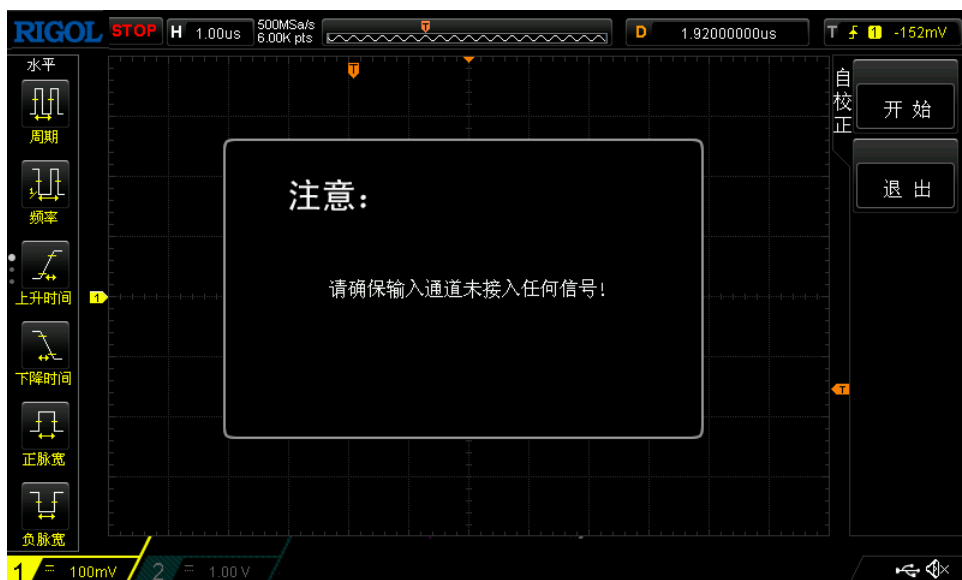 RIGOL STOP H 1.00us 500MSa/s 6.00K pts T D 1.92000000us T 1 -152mV
水平
周期
频率
上升时间
下降时间
正脉宽
负脉宽
T
注意：
请确保输入通道未接入任何信号!
1
T
自校正
开始
退出
1 100mV 2 1.00 V